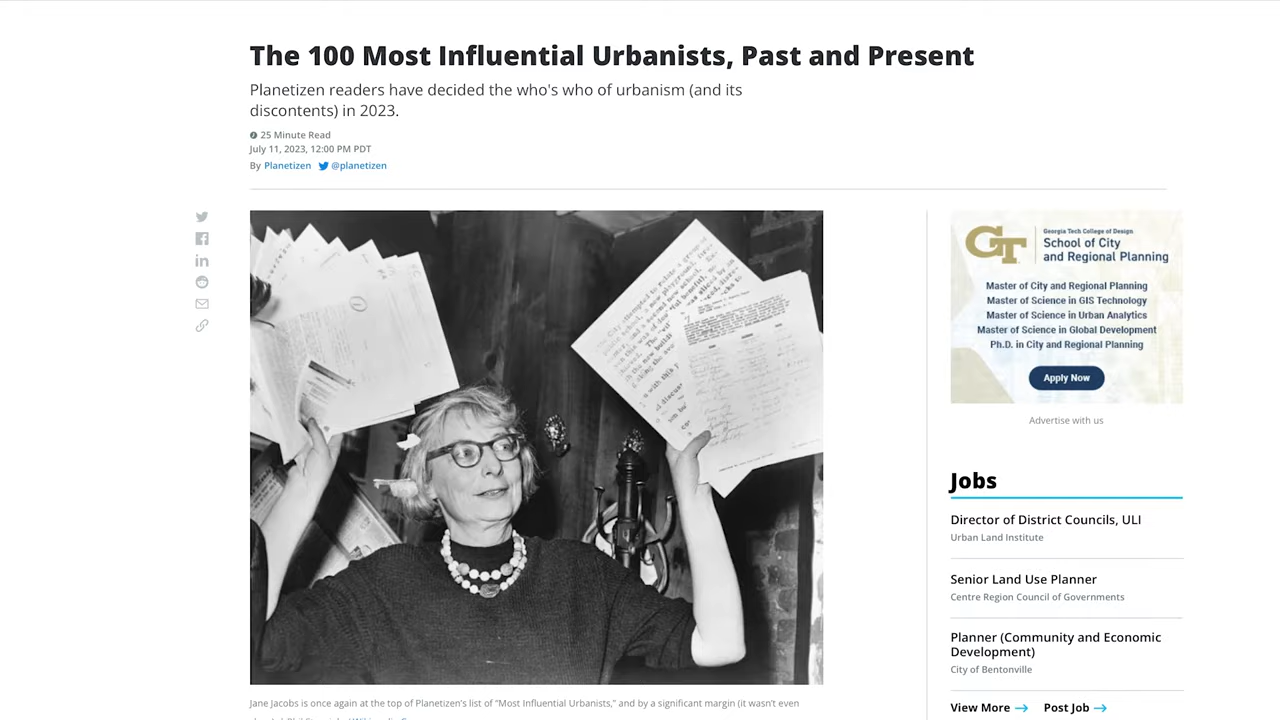 The 100 Most Influential Urbanists, Past and Present
Planetizen readers have decided the who's who of urbanism (and its
discontents) in 2023.
25 Minute Read
July 11, 2023, 12:00 PM PDT
By Planetizen @planetizen
GT
Georgia Tech College of Design
School of City
and Regional Planning
Master of City and Regional Planning
Master of Science in GIS Technology
Master of Science in Urban Analytics
Master of Science in Global Development
Ph.D. in City and Regional Planning
Apply Now
Advertise with us
Jobs
Director of District Councils, ULI
Urban Land Institute
Senior Land Use Planner
Centre Region Council of Governments
Planner (Community and Economic
Development)
City of Bentonville
View More → Post Job →
Jane Jacobs is once again at the top of Planetizen's list of "Most Influential Urbanists," and by a significant margin (it wasn't even